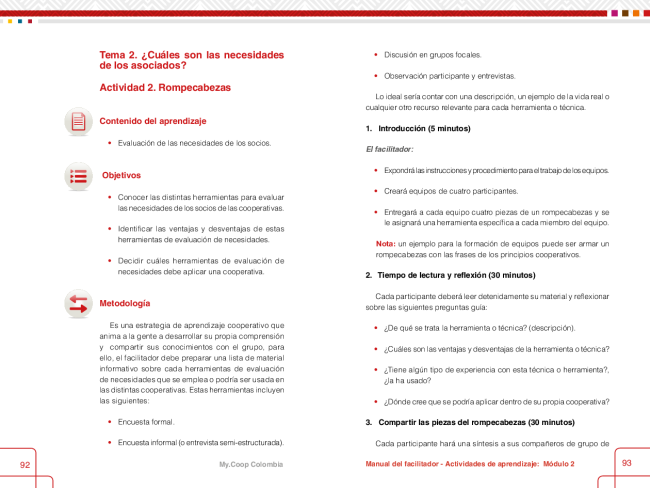 Tema 2. ¿Cuáles son las necesidades
de los asociados?
Actividad 2. Rompecabezas
Contenido del aprendizaje
• Evaluación de las necesidades de los socios.
Objetivos
• Conocer las distintas herramientas para evaluar
las necesidades de los socios de las cooperativas.
• Identificar las ventajas y desventajas de estas
herramientas de evaluación de necesidades.
• Decidir cuáles herramientas de evaluación de
necesidades debe aplicar una cooperativa.
Metodología
Es una estrategia de aprendizaje cooperativo que
anima a la gente a desarrollar su propia comprensión
y compartir sus conocimientos con el grupo, para
ello, el facilitador debe preparar una lista de material
informativo sobre cada herramientas de evaluación
de necesidades que se emplea o podría ser usada en
las distintas cooperativas. Estas herramientas incluyen
las siguientes:
• Encuesta formal.
• Encuesta informal (o entrevista semi-estructurada).
92
My.Coop Colombia
• Discusión en grupos focales.
• Observación participante y entrevistas.
Lo ideal sería contar con una descripción, un ejemplo de la vida real o
cualquier otro recurso relevante para cada herramienta o técnica.
1. Introducción (5 minutos)
El facilitador:
• Expondrá las instrucciones y procedimiento para el trabajo de los equipos.
• Creará equipos de cuatro participantes.
• Entregará a cada equipo cuatro piezas de un rompecabezas y se
le asignará una herramienta específica a cada miembro del equipo.
Nota: un ejemplo para la formación de equipos puede ser armar un
rompecabezas con las frases de los principios cooperativos.
2. Tiempo de lectura y reflexión (30 minutos)
Cada participante deberá leer detenidamente su material y reflexionar
sobre las siguientes preguntas guía:
• ¿De qué se trata la herramienta o técnica? (descripción).
• ¿Cuáles son las ventajas y desventajas de la herramienta o técnica?
• ¿Tiene algún tipo de experiencia con esta técnica o herramienta?,
¿la ha usado?
• ¿Dónde cree que se podría aplicar dentro de su propia cooperativa?
3. Compartir las piezas del rompecabezas (30 minutos)
Cada participante hará una síntesis a sus compañeros de grupo de
Manual del facilitador - Actividades de aprendizaje: Módulo 2
93